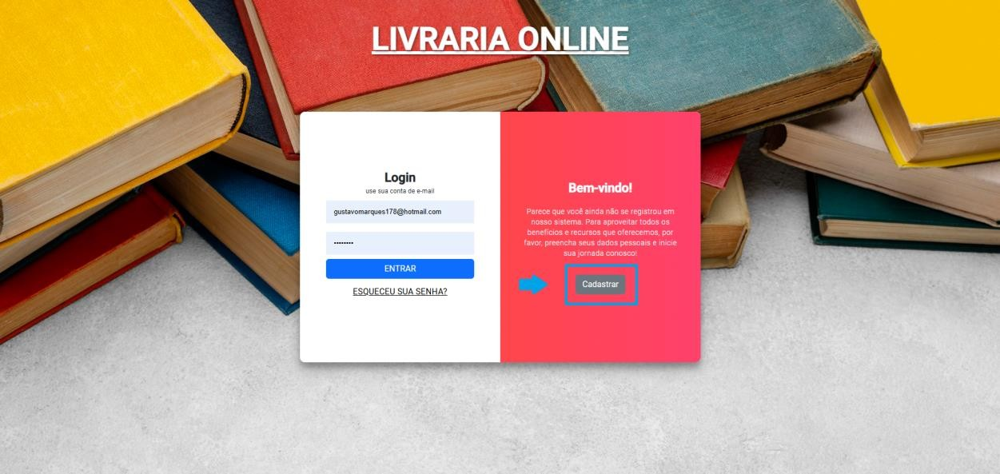 LIVRARIA ONLINE
Login
use sua conta de e-mail
gustavomarques178@hotmail.com
••••••••
ENTRAR
ESQUECEU SUA SENHA?
Bem-vindo!
Parece que você ainda não se registrou em
nosso sistema. Para aproveitar todos os
benefícios e recursos que oferecemos, por
favor, preencha seus dados pessoais e inicie
sua jornada conosco!
Cadastrar